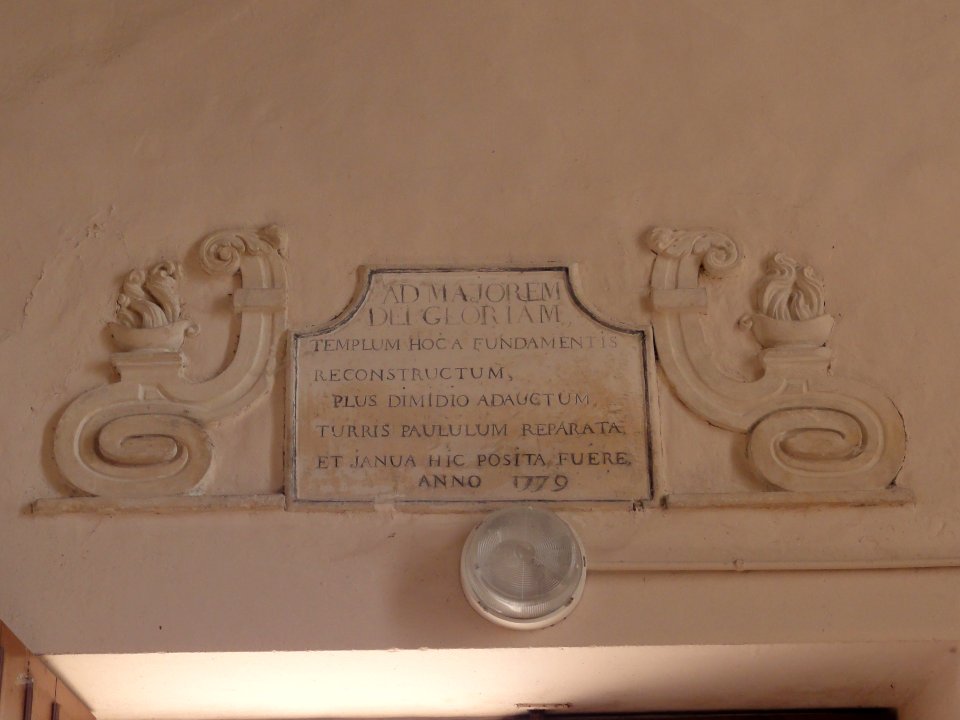 AD MAJOREM
DEI GLORIAM,
TEMPLUM HOC A FUNDAMENTIS
RECONSTRUCTUM,
PLUS DIMIDIO ADAUCTUM,
TURRIS PAULULUM REPARATA
ET JANUA HIC POSITA FUÉRE,
ANNO 1779